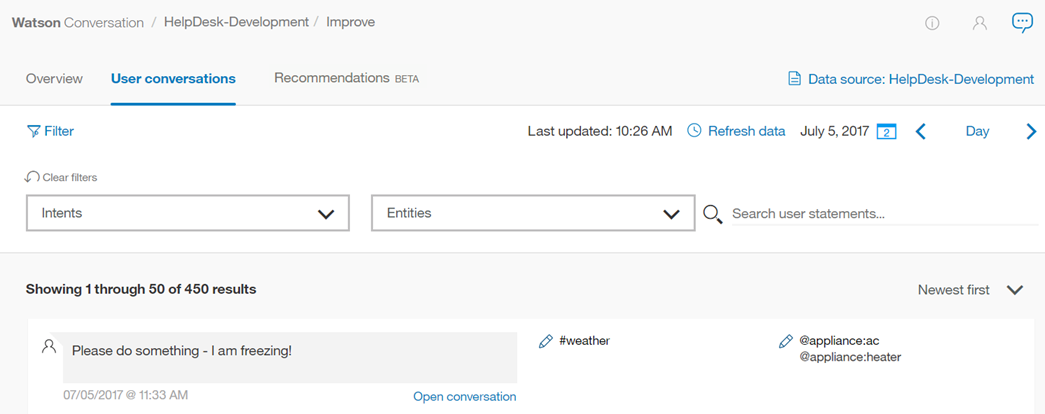 Watson Conversation / HelpDesk-Development / Improve
Overview User conversations Recommendations BETA Data source: HelpDesk-Development
Filter Last updated: 10:26 AM Refresh data July 5, 2017 2 Day
Clear filters
Intents Entities Search user statements...
Showing 1 through 50 of 450 results Newest first
Please do something - I am freezing! #weather @appliance:ac
@appliance:heater
07/05/2017 @ 11:33 AM Open conversation